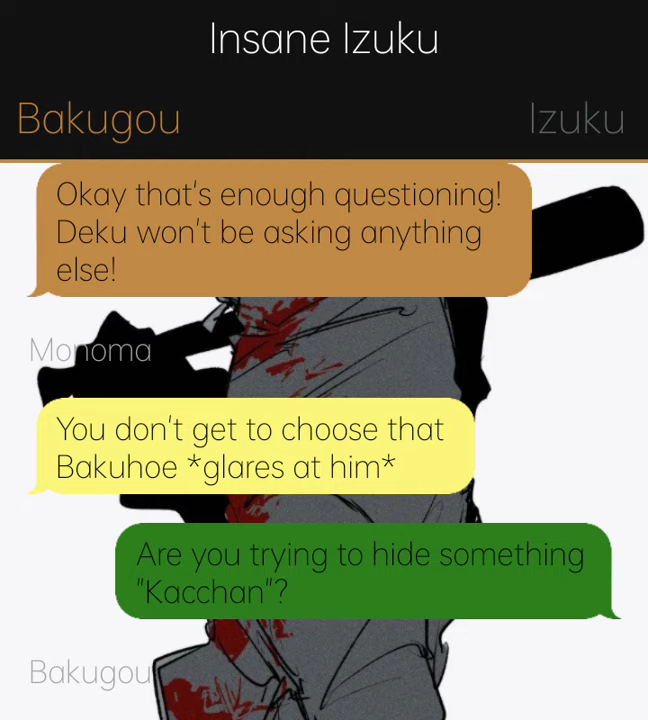 Insane Izuku
Bakugou
Izuku
Okay that's enough questioning!
Deku won't be asking anything
else!
Monoma
You don't get to choose that
Bakuhoe *glares at him*
Are you trying to hide something
"Kacchan"?
Bakugou